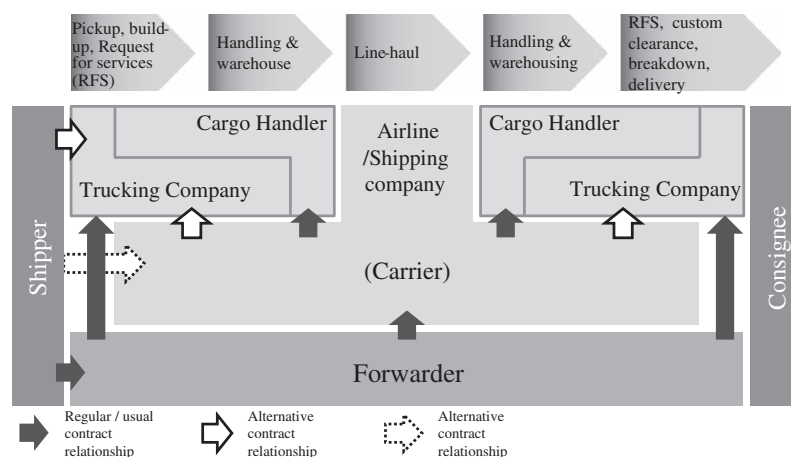 Pickup, build-
up, Request
for services
(RFS)
Handling &
warehouse
Line-haul
Handling &
warehousing
RFS, custom
clearance,
breakdown,
delivery
Shipper
Cargo Handler
Trucking Company
Airline
/Shipping
company
Cargo Handler
Trucking Company
(Carrier)
Forwarder
Consignee
Regular / usual
contract
relationship
Alternative
contract
relationship
Alternative
contract
relationship